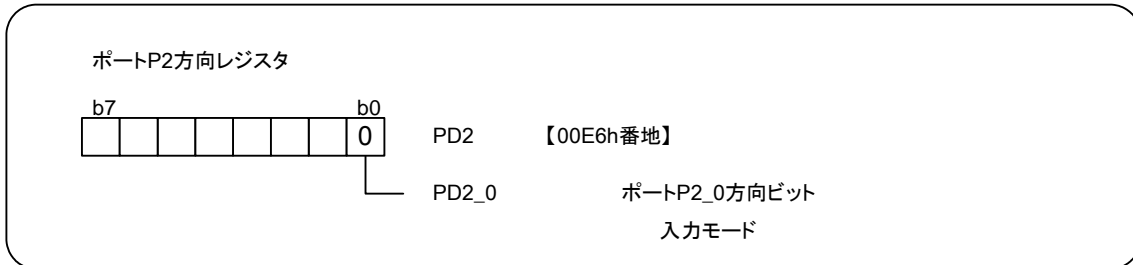 ポートP2方向レジスタ
b7 b0
0 PD2 【00E6h番地】
PD2_0 ポートP2_0方向ビット
入力モード